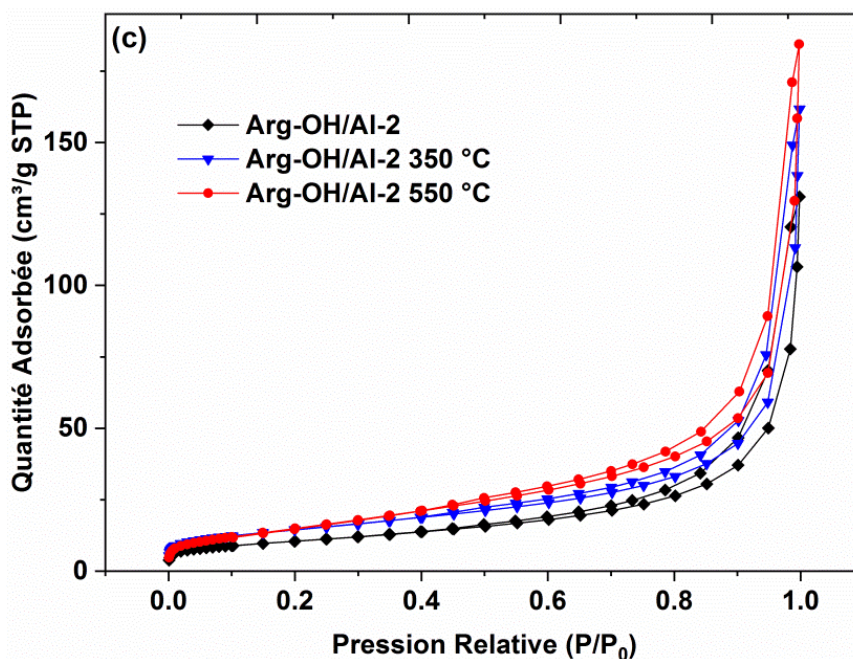 (c)
Arg-OH/Al-2
Arg-OH/Al-2 350 °C
Arg-OH/Al-2 550 °C
Quantité Adsorbée (cm³/g STP)
150
100
50
0
0.0 0.2 0.4 0.6 0.8 1.0
Pression Relative (P/P₀)